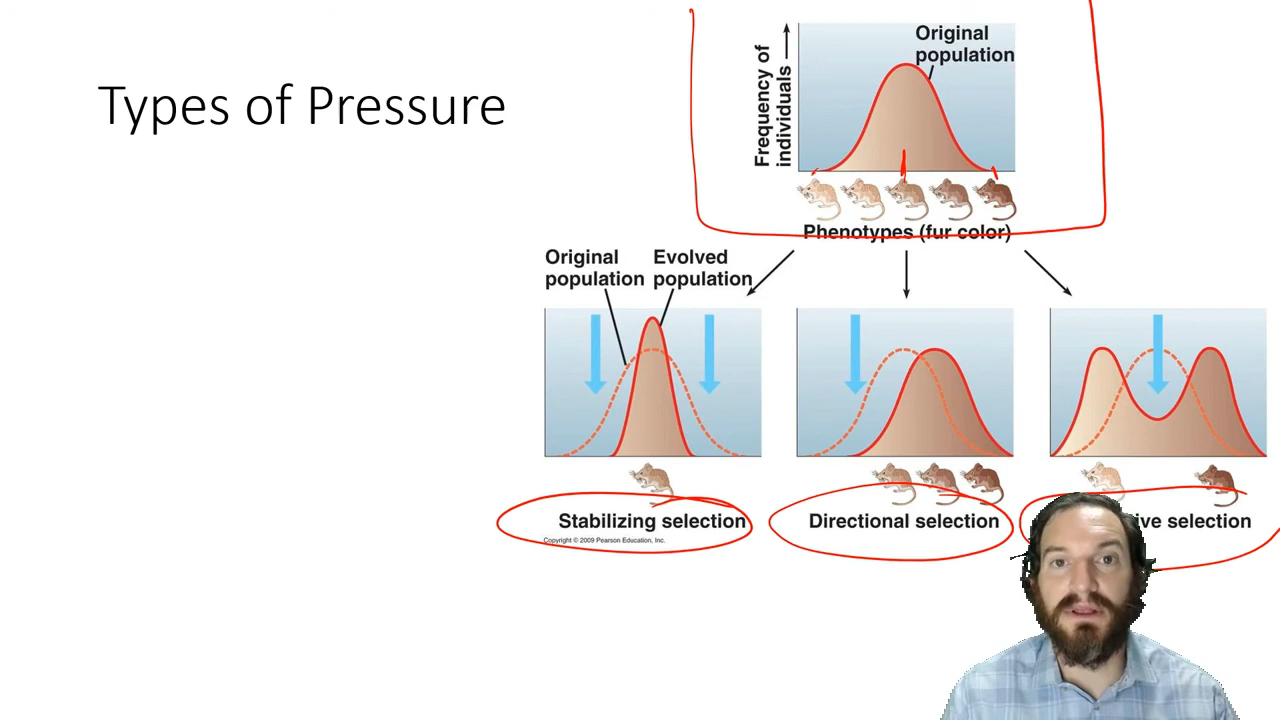 Types of Pressure
Frequency of
individuals
Original
population
Phenotypes (fur color)
Original
population
Evolved
population
Stabilizing selection
Directional selection
ive selection
Copyright © 2009 Pearson Education, Inc.